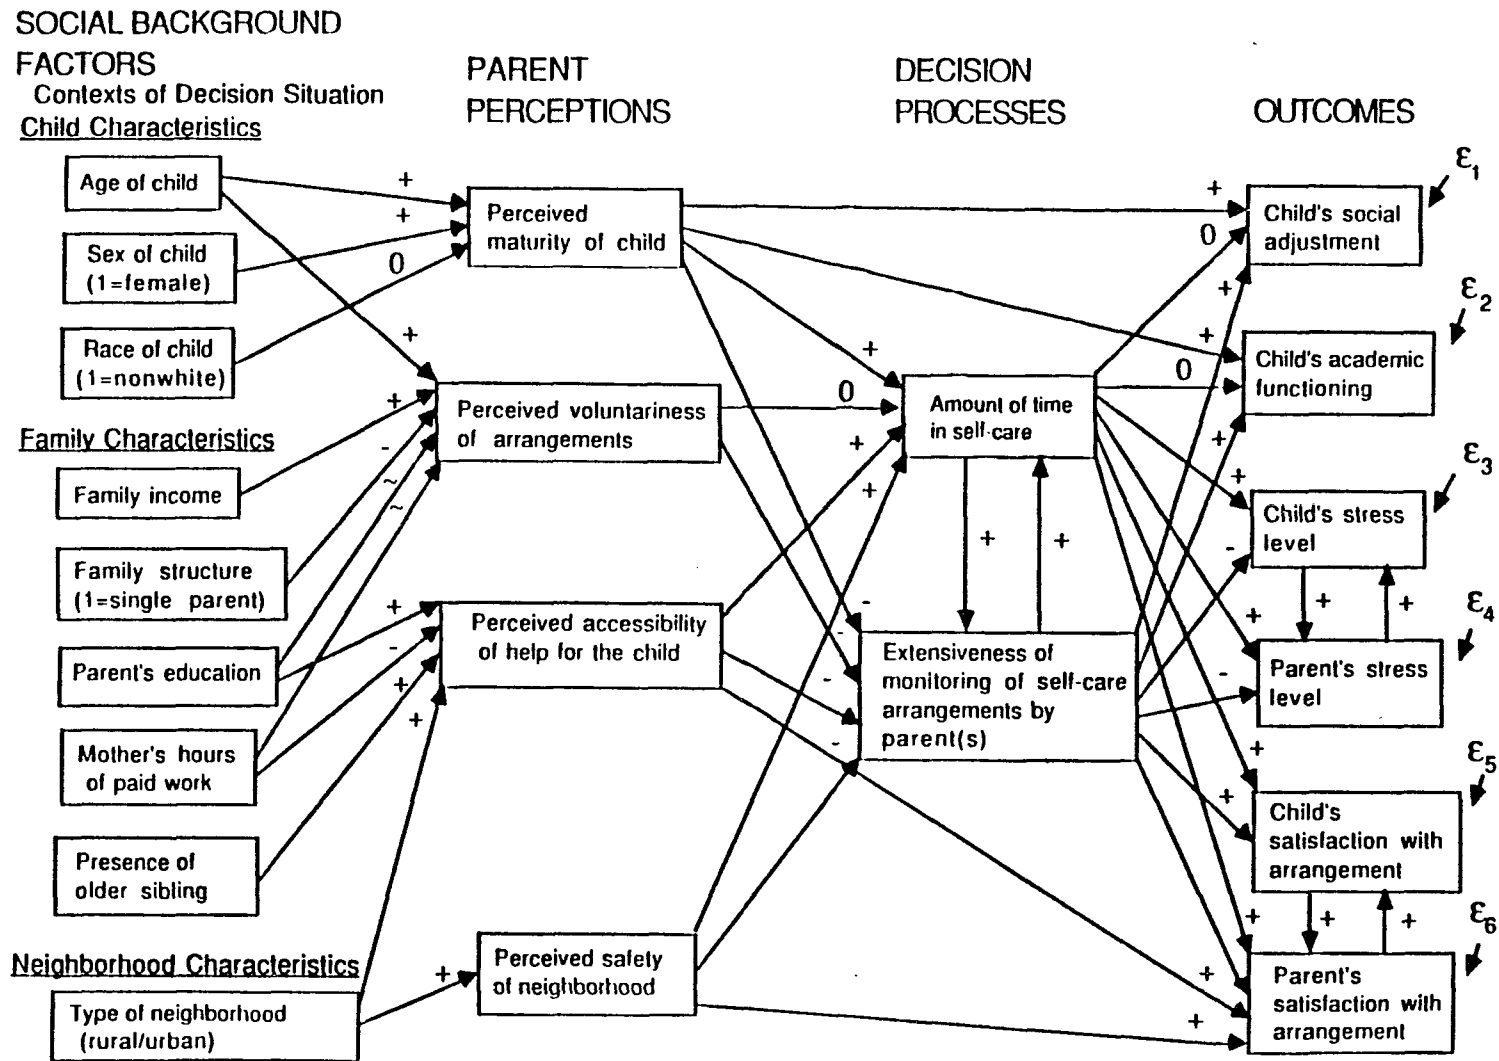 SOCIAL BACKGROUND
FACTORS
Contexts of Decision Situation
Child Characteristics
PARENT
PERCEPTIONS
DECISION
PROCESSES
OUTCOMES
Age of child
Sex of child
(1=female)
Race of child
(1=nonwhite)
Family Characteristics
Family income
Family structure
(1=single parent)
Parent's education
Mother's hours
of paid work
Presence of
older sibling
Neighborhood Characteristics
Type of neighborhood
(rural/urban)
+
+
0
+
+
-
~
~
+
-
+
+
+
Perceived
maturity of child
Perceived voluntariness
of arrangements
Perceived accessibility
of help for the child
Perceived safety
of neighborhood
+
0
+
+
-
-
-
-
Amount of time
in self-care
+
+
Extensiveness of
monitoring of self-care
arrangements by
parent(s)
+
0
+
+
0
+
+
-
+
-
+
+
+
+
+
Child's social
adjustment
ε1
Child's academic
functioning
ε2
Child's stress
level
ε3
+
+
Parent's stress
level
ε4
Child's
satisfaction with
arrangement
ε5
+
+
Parent's
satisfaction with
arrangement
ε6